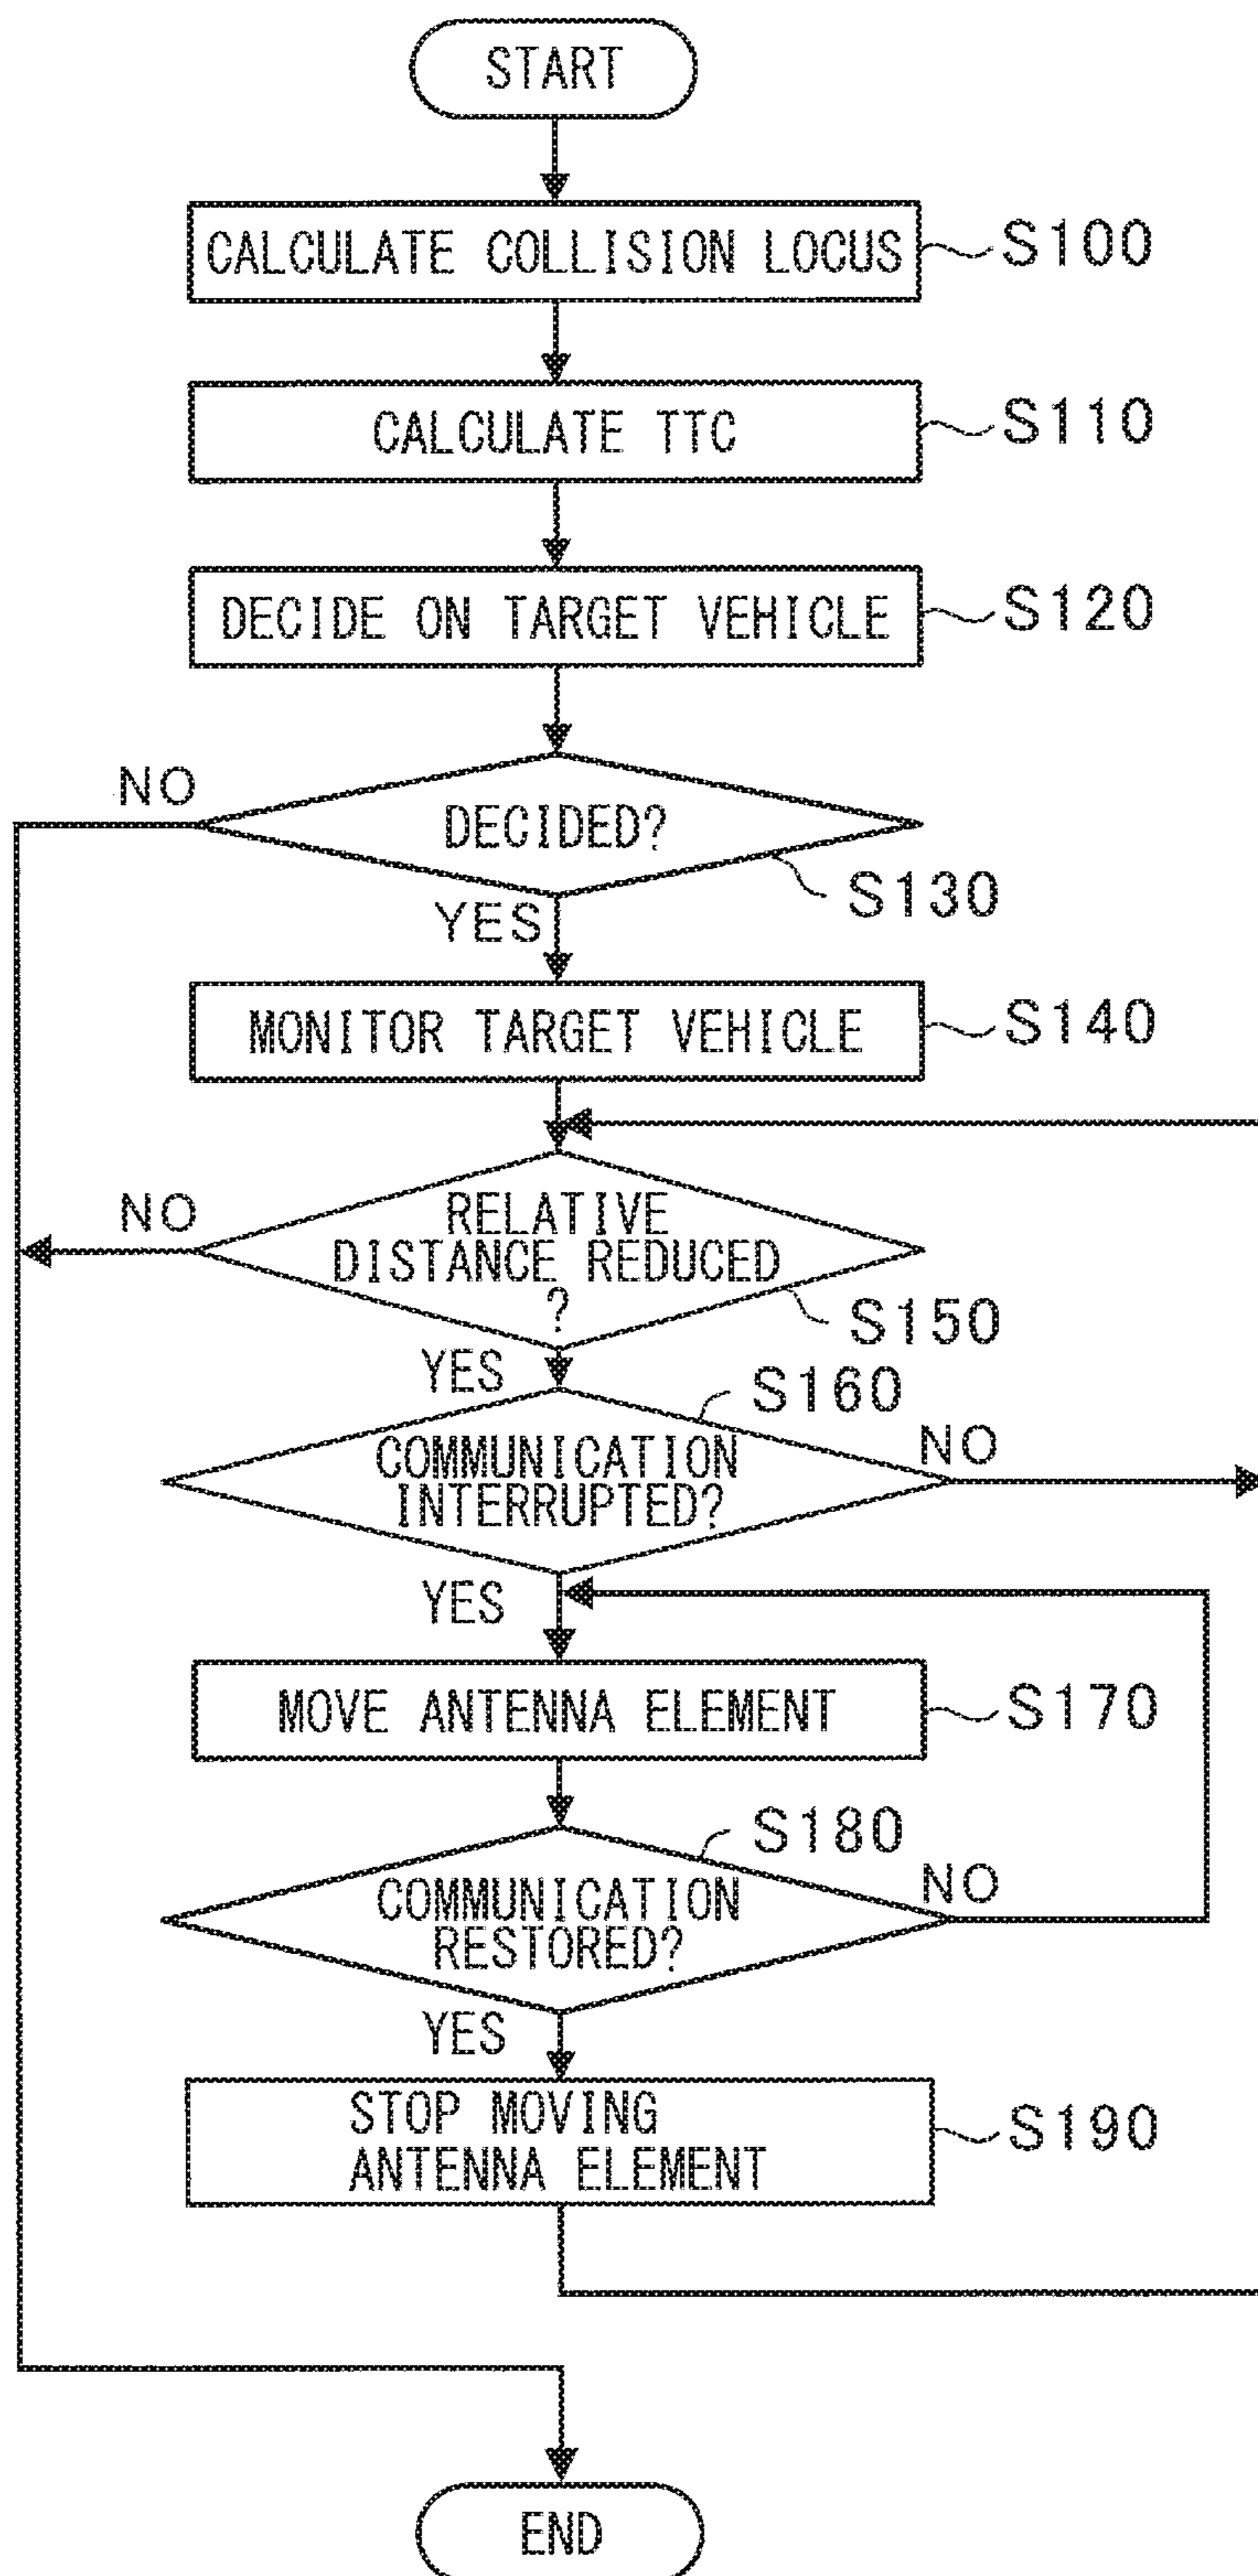 START
CALCULATE COLLISION LOCUS
S100
CALCULATE TTC
S110
DECIDE ON TARGET VEHICLE
S120
NO
DECIDED?
S130
YES
MONITOR TARGET VEHICLE
S140
NO
RELATIVE
DISTANCE REDUCED
?
S150
YES
S160
COMMUNICATION
INTERRUPTED?
NO
YES
MOVE ANTENNA ELEMENT
S170
S180
COMMUNICATION
RESTORED?
NO
YES
STOP MOVING
ANTENNA ELEMENT
S190
END